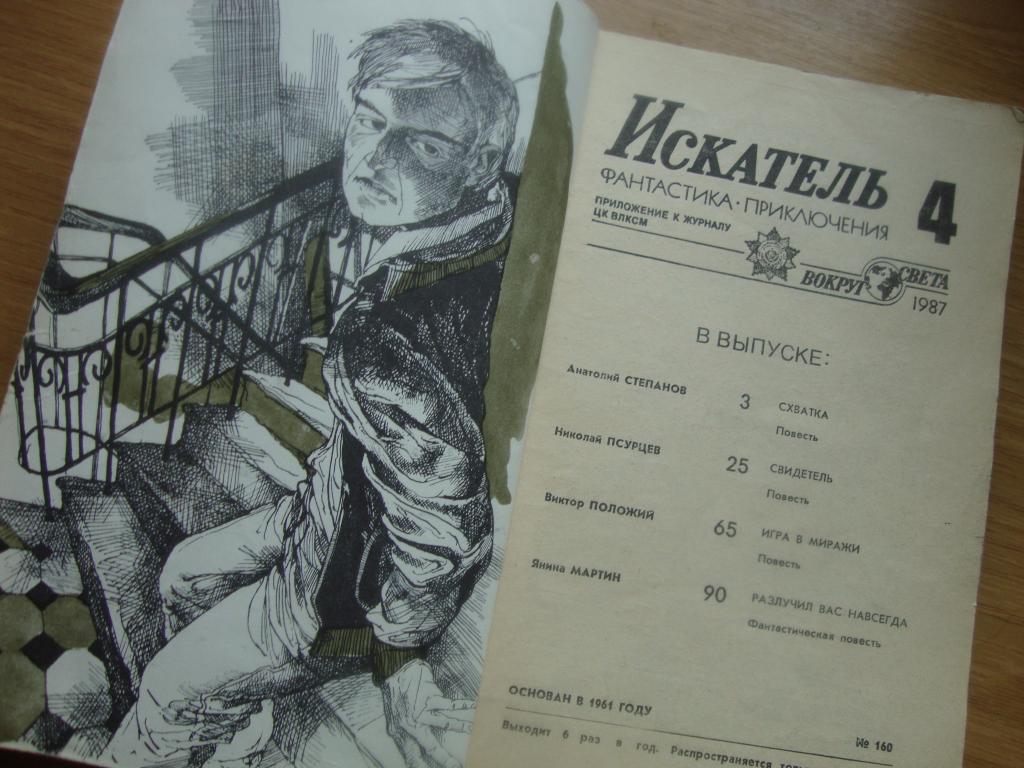 Искатель 4
ФАНТАСТИКА · ПРИКЛЮЧЕНИЯ
ПРИЛОЖЕНИЕ К ЖУРНАЛУ
ЦК ВЛКСМ
ВОКРУГ СВЕТА
1987
В ВЫПУСКЕ:
Анатолий СТЕПАНОВ 3 СХВАТКА
Повесть
Николай ПСУРЦЕВ 25 СВИДЕТЕЛЬ
Повесть
Виктор ПОЛОЖИЙ 65 ИГРА В МИРАЖИ
Повесть
Янина МАРТИН 90 РАЗЛУЧИЛ ВАС НАВСЕГДА
Фантастическая повесть
ОСНОВАН В 1961 ГОДУ
№ 160
Выходит 6 раз в год. Распространяется